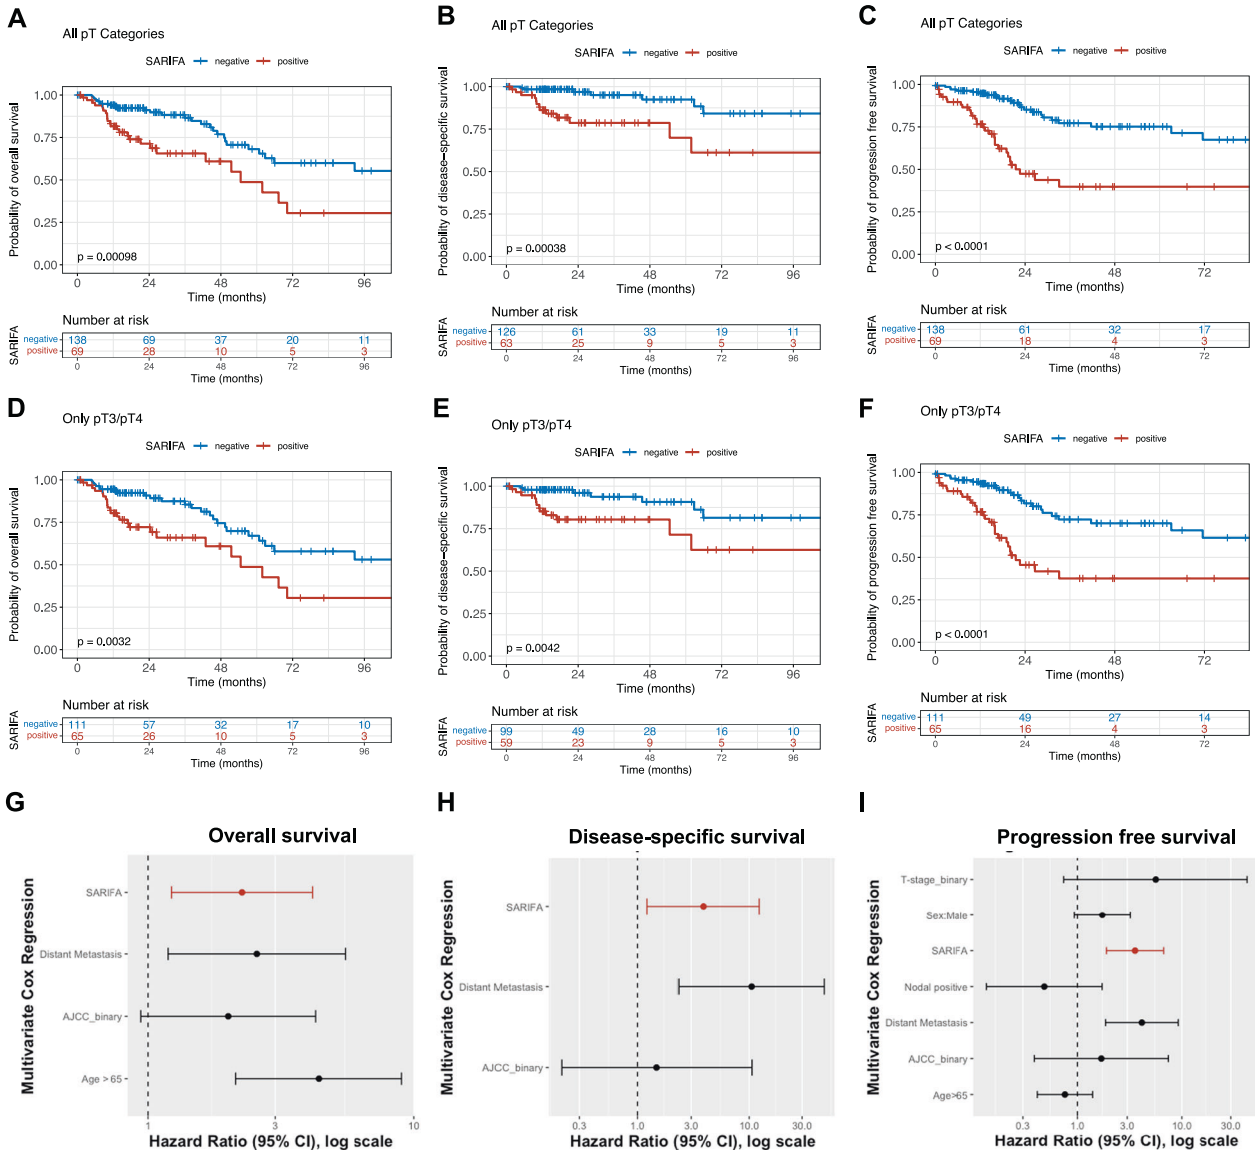 A
All pT Categories
SARIFA negative positive
Probability of overall survival
1.00
0.75
0.50
0.25
0.00
p = 0.00098
0 24 48 72 96
Time (months)
Number at risk
SARIFA
negative 138 69 37 20 11
positive 69 28 10 5 3
0 24 48 72 96
Time (months)
B
All pT Categories
SARIFA negative positive
Probability of disease–specific survival
1.00
0.75
0.50
0.25
0.00
p = 0.00038
0 24 48 72 96
Time (months)
Number at risk
SARIFA
negative 126 61 33 19 11
positive 63 25 9 5 3
0 24 48 72 96
Time (months)
C
All pT Categories
SARIFA negative positive
Probability of progression free survival
1.00
0.75
0.50
0.25
0.00
p < 0.0001
0 24 48 72
Time (months)
Number at risk
SARIFA
negative 138 61 32 17
positive 69 18 4 3
0 24 48 72
Time (months)
D
Only pT3/pT4
SARIFA negative positive
Probability of overall survival
1.00
0.75
0.50
0.25
0.00
p = 0.0032
0 24 48 72 96
Time (months)
Number at risk
SARIFA
negative 111 57 32 17 10
positive 65 26 10 5 3
0 24 48 72 96
Time (months)
E
Only pT3/pT4
SARIFA negative positive
Probability of disease–specific survival
1.00
0.75
0.50
0.25
0.00
p = 0.0042
0 24 48 72 96
Time (months)
Number at risk
SARIFA
negative 99 49 28 16 10
positive 59 23 9 5 3
0 24 48 72 96
Time (months)
F
Only pT3/pT4
SARIFA negative positive
Probability of progression free survival
1.00
0.75
0.50
0.25
0.00
p < 0.0001
0 24 48 72
Time (months)
Number at risk
SARIFA
negative 111 49 27 14
positive 65 16 4 3
0 24 48 72
Time (months)
G
Overall survival
Multivariate Cox Regression
SARIFA
Distant Metastasis
AJCC_binary
Age > 65
1 3 10
Hazard Ratio (95% CI), log scale
H
Disease-specific survival
Multivariate Cox Regression
SARIFA
Distant Metastasis
AJCC_binary
0.3 1.0 3.0 10.0 30.0
Hazard Ratio (95% CI), log scale
I
Progression free survival
Multivariate Cox Regression
T-stage_binary
Sex:Male
SARIFA
Nodal positive
Distant Metastasis
AJCC_binary
Age>65
0.3 1.0 3.0 10.0 30.0
Hazard Ratio (95% CI), log scale